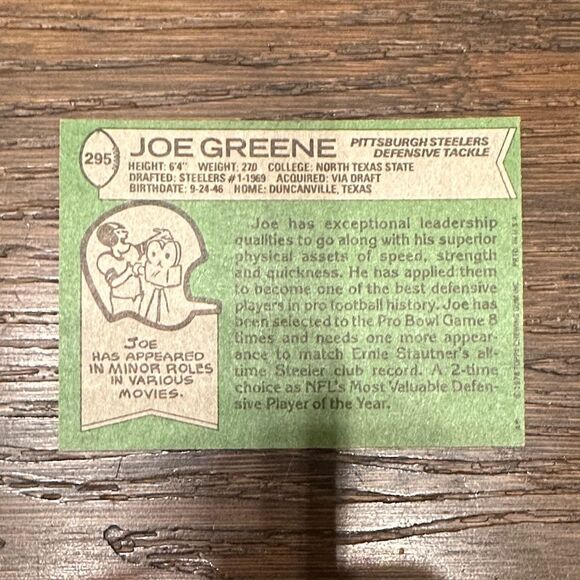 295
JOE GREENE
PITTSBURGH STEELERS
DEFENSIVE TACKLE
HEIGHT: 6'4" WEIGHT: 270 COLLEGE: NORTH TEXAS STATE
DRAFTED: STEELERS #1-1969 ACQUIRED: VIA DRAFT
BIRTHDATE: 9-24-46 HOME: DUNCANVILLE, TEXAS
Joe has exceptional leadership
qualities to go along with his superior
physical assets of speed, strength
and quickness. He has applied them
to become one of the best defensive
players in pro football history. Joe has
been selected to the Pro Bowl Game 8
times and needs one more appear-
ance to match Ernie Stautner's all-
time Steeler club record. A 2-time
choice as NFL's Most Valuable Defen-
sive Player of the Year.
JOE
HAS APPEARED
IN MINOR ROLES
IN VARIOUS
MOVIES.
TOPPS CHEWING GUM, INC.